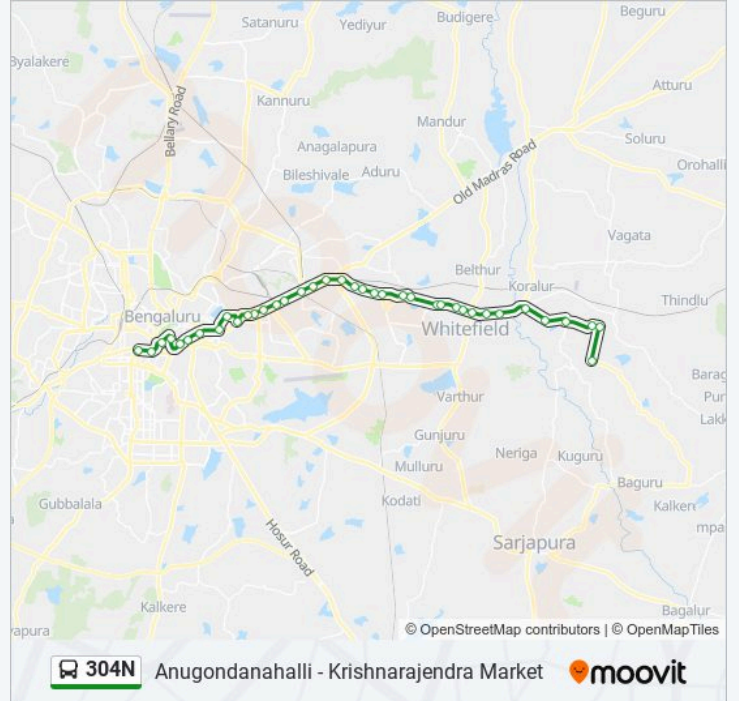 Budigere
Beguru
Satanuru
Yediyur
Byalakere
Atturu
Kannuru
Bellary Road
Mandur
Soluru
Anagalapura
Orohalli
Bileshivale
Aduru
Old Madras Road
Vagata
Belthur
Koralur
Thindlu
Bengaluru
Whitefield
Barag
Varthur
Pur
Lakk
Gunjuru
Neriga
Kuguru
Mulluru
Baguru
Kodati
Gubbalala
Kalker
mpa
Hosur Road
Sarjapura
Kalkere
Bagalur
yapura
© OpenStreetMap contributors | © OpenMapTiles
304N Anugondanahalli - Krishnarajendra Market moovit